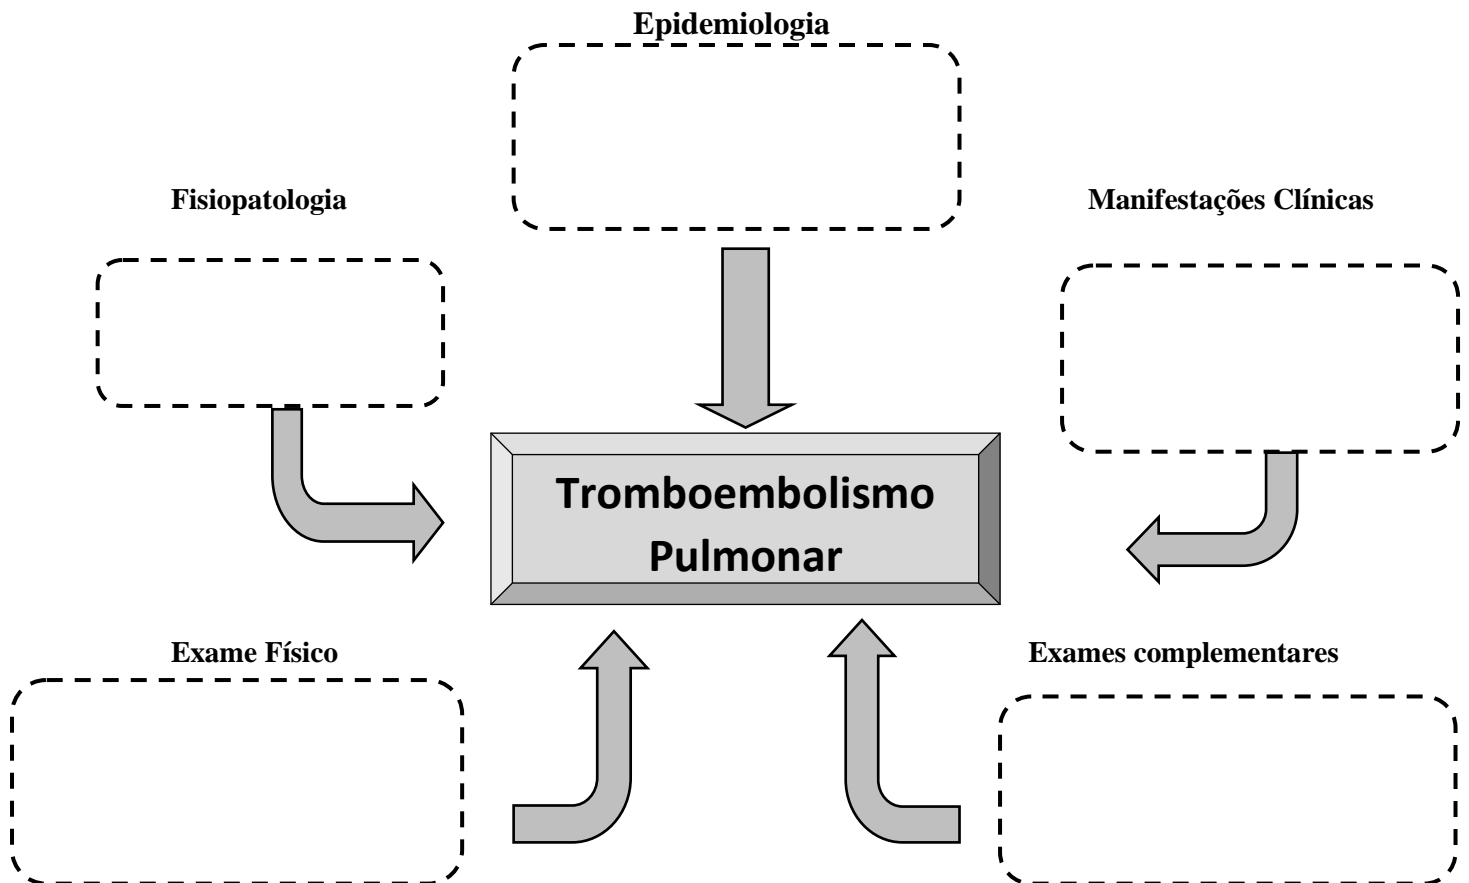 Epidemiologia
Fisiopatologia
Manifestações Clínicas
Tromboembolismo
Pulmonar
Exame Físico
Exames complementares